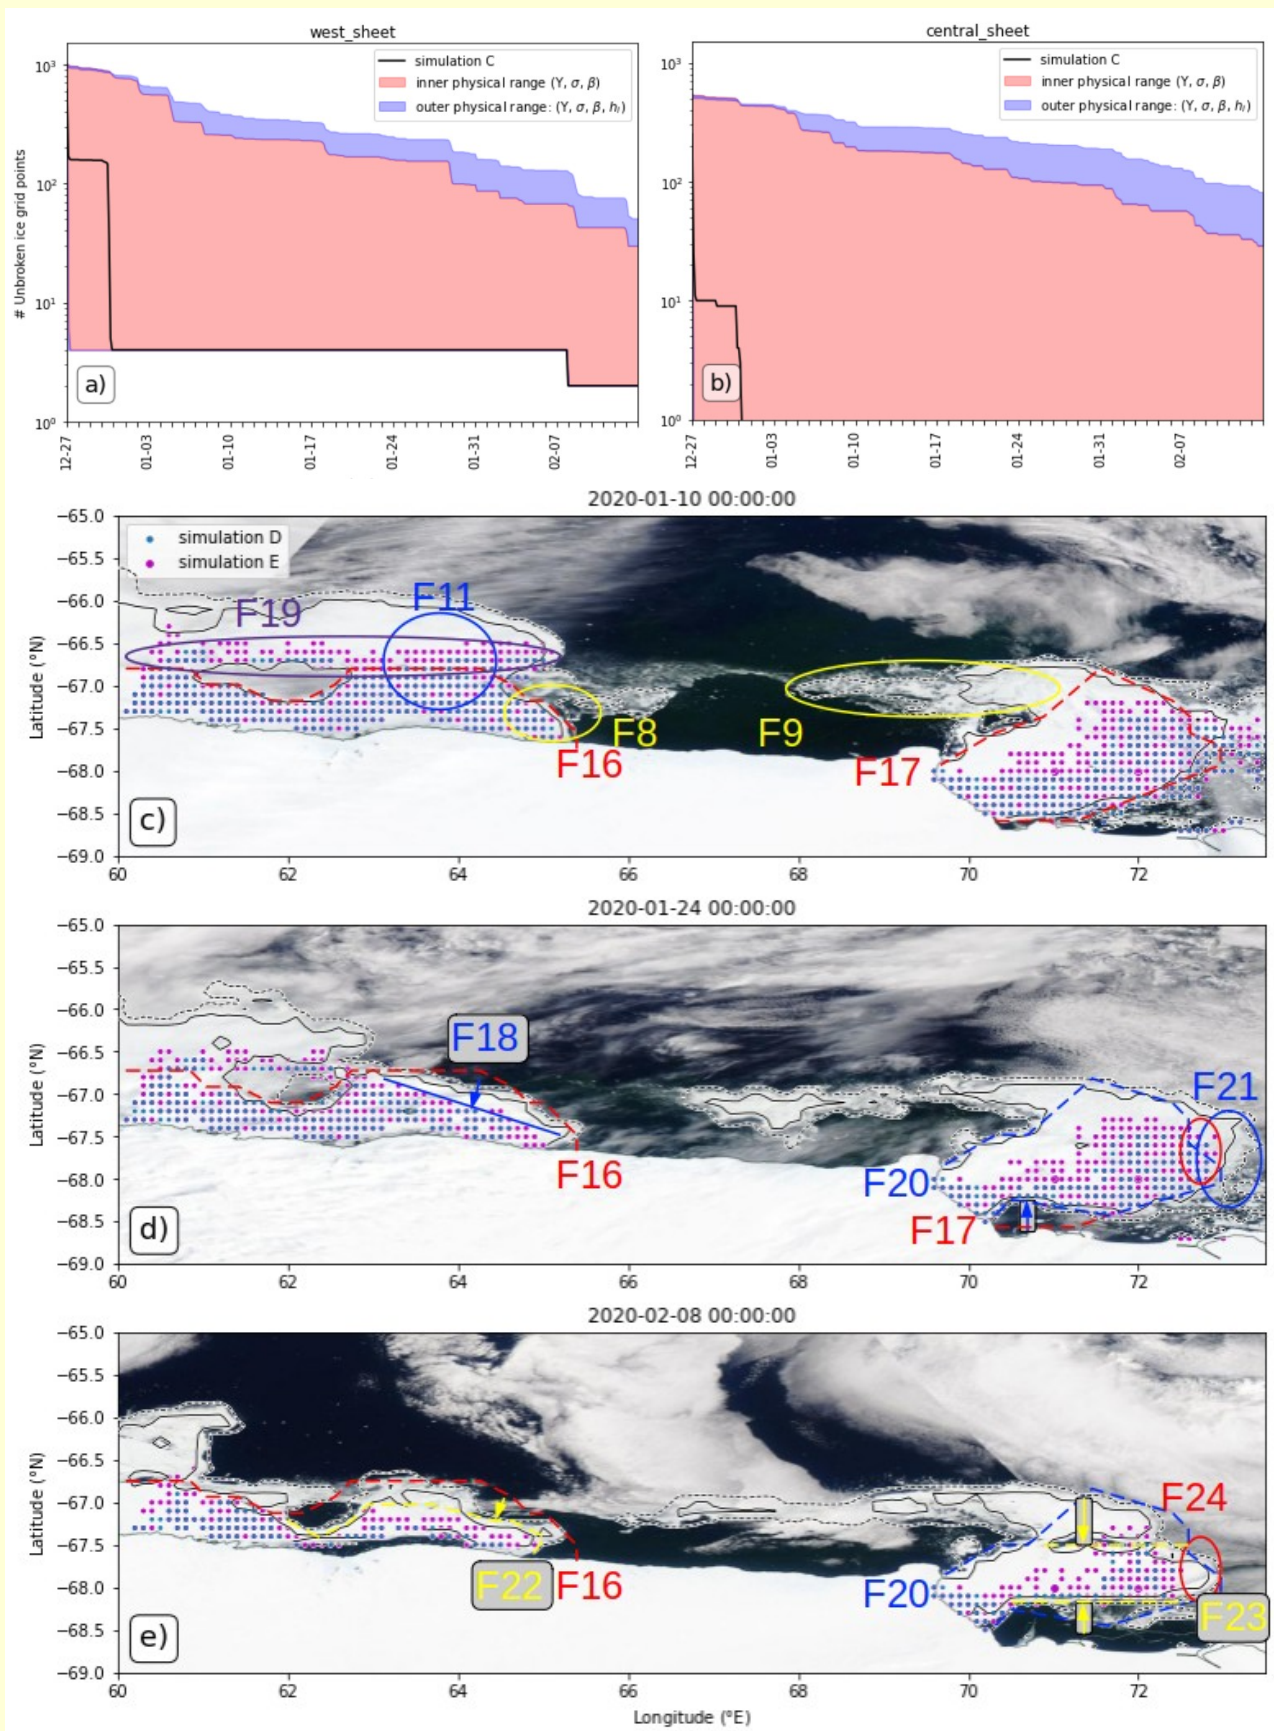 west_sheet
central_sheet
simulation C
inner physical range (Y, σ, β)
outer physical range: (Y, σ, β, hᵢ)
simulation C
inner physical range (Y, σ, β)
outer physical range: (Y, σ, β, hᵢ)
# Unbroken ice grid points
10³
10²
10¹
10⁰
10³
10²
10¹
10⁰
a)
b)
12-27
01-03
01-10
01-17
01-24
01-31
02-07
12-27
01-03
01-10
01-17
01-24
01-31
02-07
2020-01-10 00:00:00
simulation D
simulation E
Latitude (°N)
−65.0
−65.5
−66.0
−66.5
−67.0
−67.5
−68.0
−68.5
−69.0
F11
F19
F8
F9
F16
F17
c)
60
62
64
66
68
70
72
2020-01-24 00:00:00
Latitude (°N)
−65.0
−65.5
−66.0
−66.5
−67.0
−67.5
−68.0
−68.5
−69.0
F18
F21
F16
F20
F17
d)
60
62
64
66
68
70
72
2020-02-08 00:00:00
Latitude (°N)
−65.0
−65.5
−66.0
−66.5
−67.0
−67.5
−68.0
−68.5
−69.0
F24
F22
F16
F20
F23
e)
60
62
64
66
68
70
72
Longitude (°E)